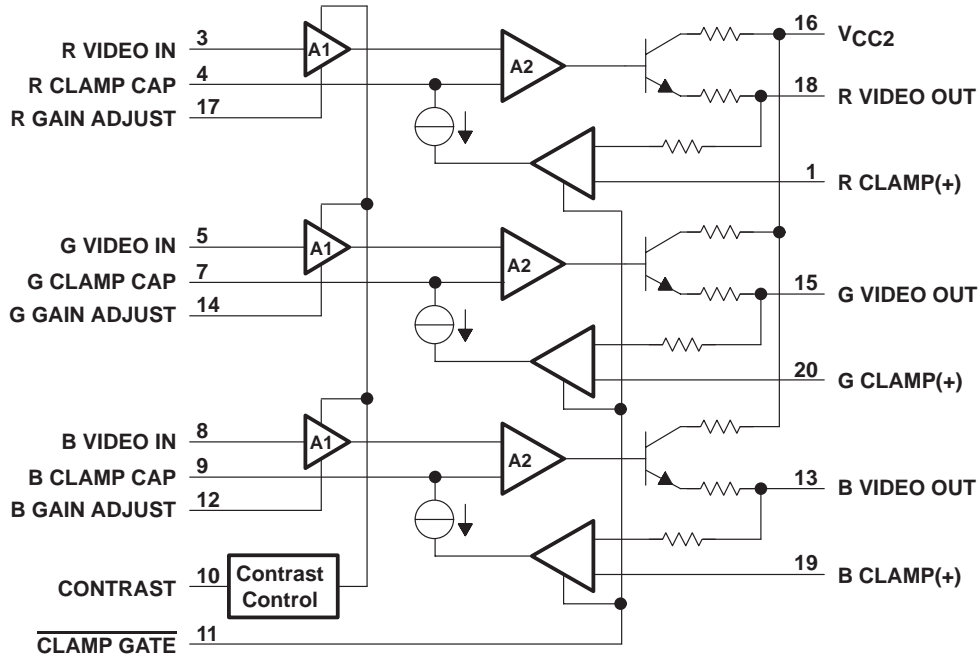 3
R VIDEO IN
A1
4
R CLAMP CAP
17
R GAIN ADJUST
A2
16
VCC2
18
R VIDEO OUT
1
R CLAMP(+)
5
G VIDEO IN
A1
7
G CLAMP CAP
14
G GAIN ADJUST
A2
15
G VIDEO OUT
20
G CLAMP(+)
8
B VIDEO IN
A1
9
B CLAMP CAP
12
B GAIN ADJUST
A2
13
B VIDEO OUT
19
B CLAMP(+)
10
CONTRAST
Contrast
Control
11
CLAMP GATE